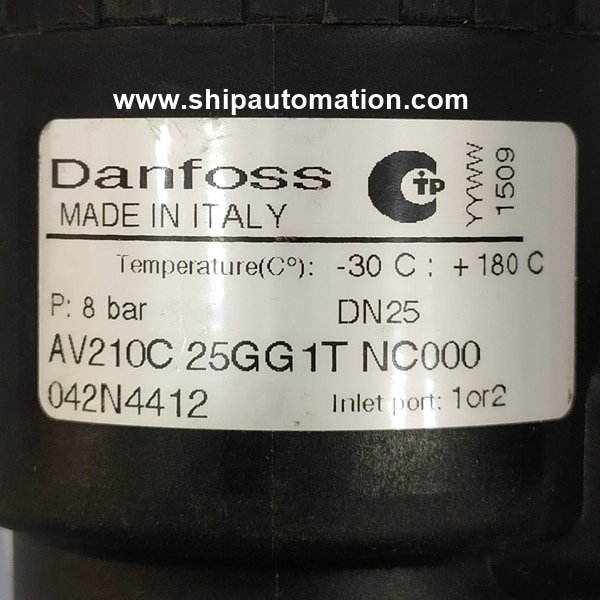 www.shipautomation.com
Danfoss
MADE IN ITALY
CTP
YYWW
1509
Temperature(C°): -30 C : +180 C
P: 8 bar DN25
AV210C 25GG1T NC000
042N4412 Inlet port: 1or2